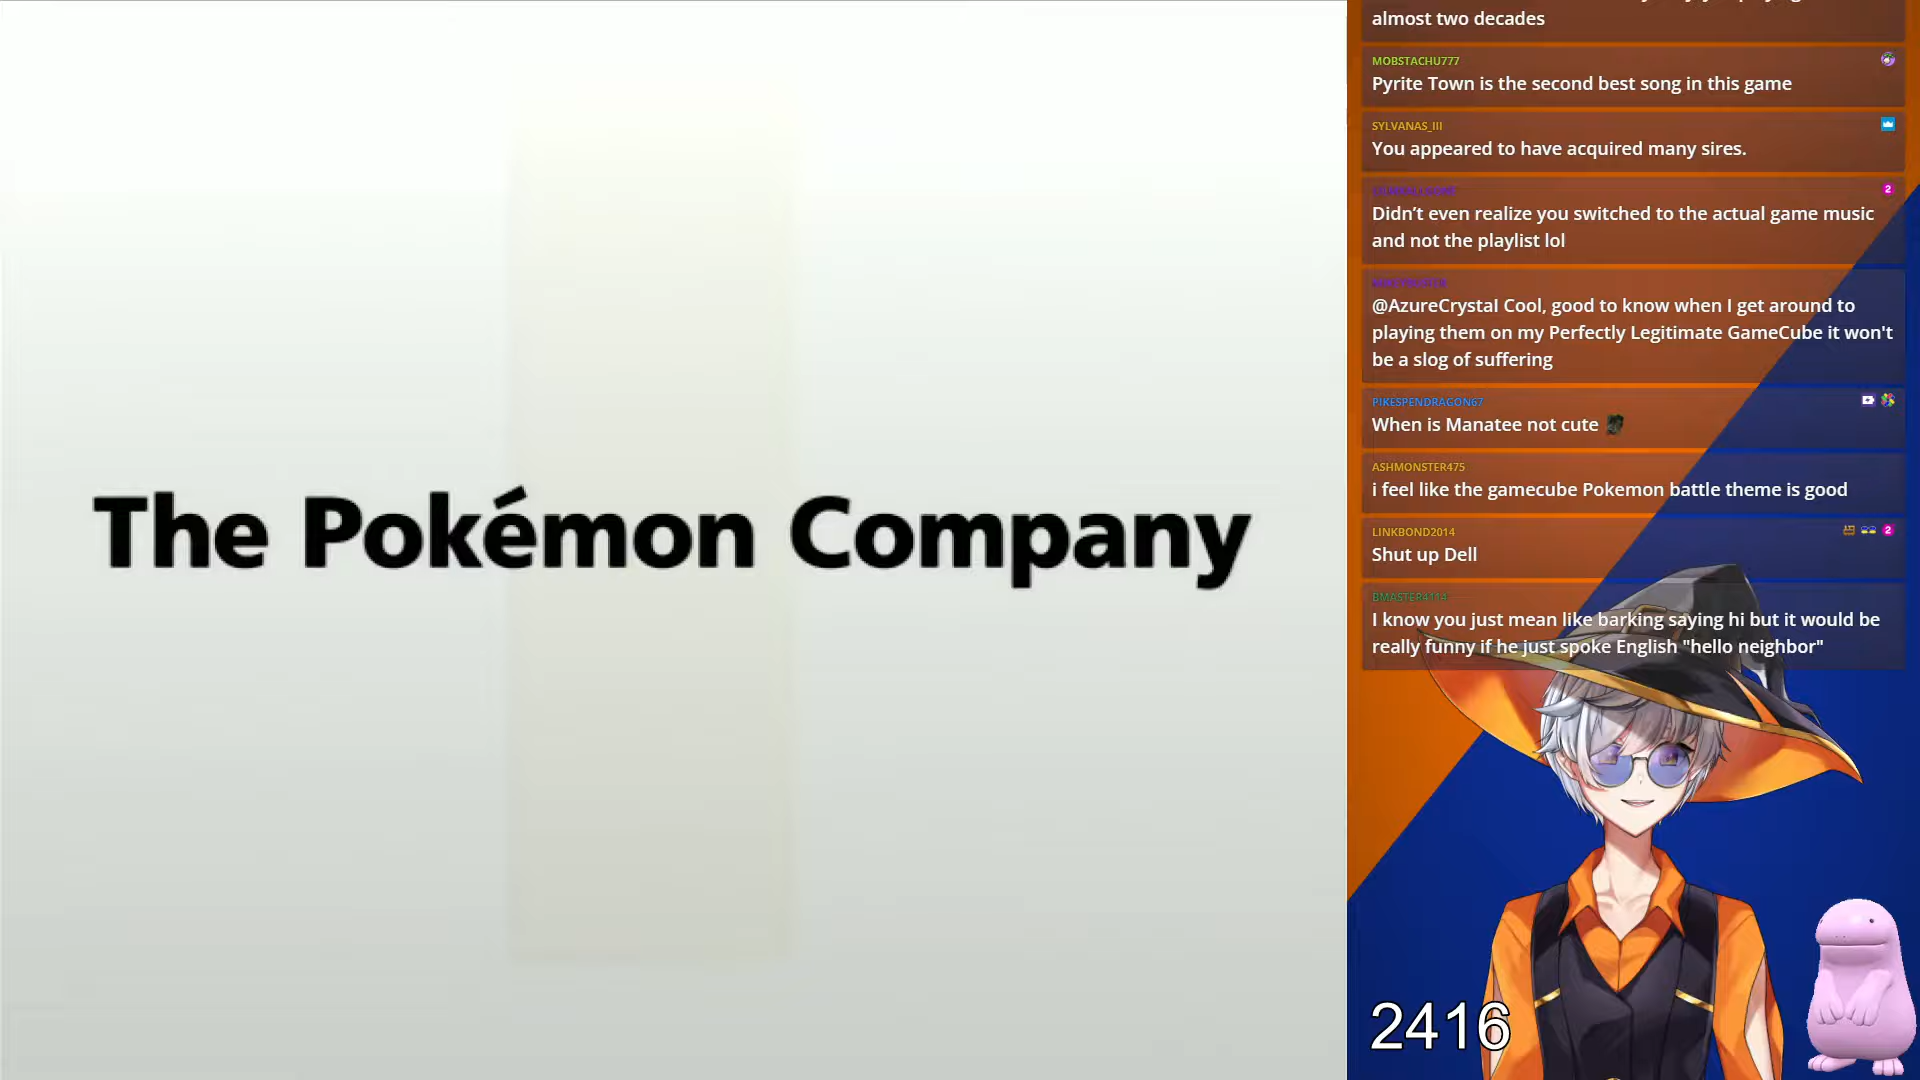 The Pokémon Company
almost two decades
MOBSTACHU777
Pyrite Town is the second best song in this game
SYLVANAS_III
You appeared to have acquired many sires.
2
Didn't even realize you switched to the actual game music
and not the playlist lol
@AzureCrystal Cool, good to know when I get around to
playing them on my Perfectly Legitimate GameCube it won't
be a slog of suffering
PIKESPENDRAGON67
When is Manatee not cute
ASHMONSTER475
i feel like the gamecube Pokemon battle theme is good
LINKBOND2014
2
Shut up Dell
BMASTER4114
I know you just mean like barking saying hi but it would be
really funny if he just spoke English "hello neighbor"
2416